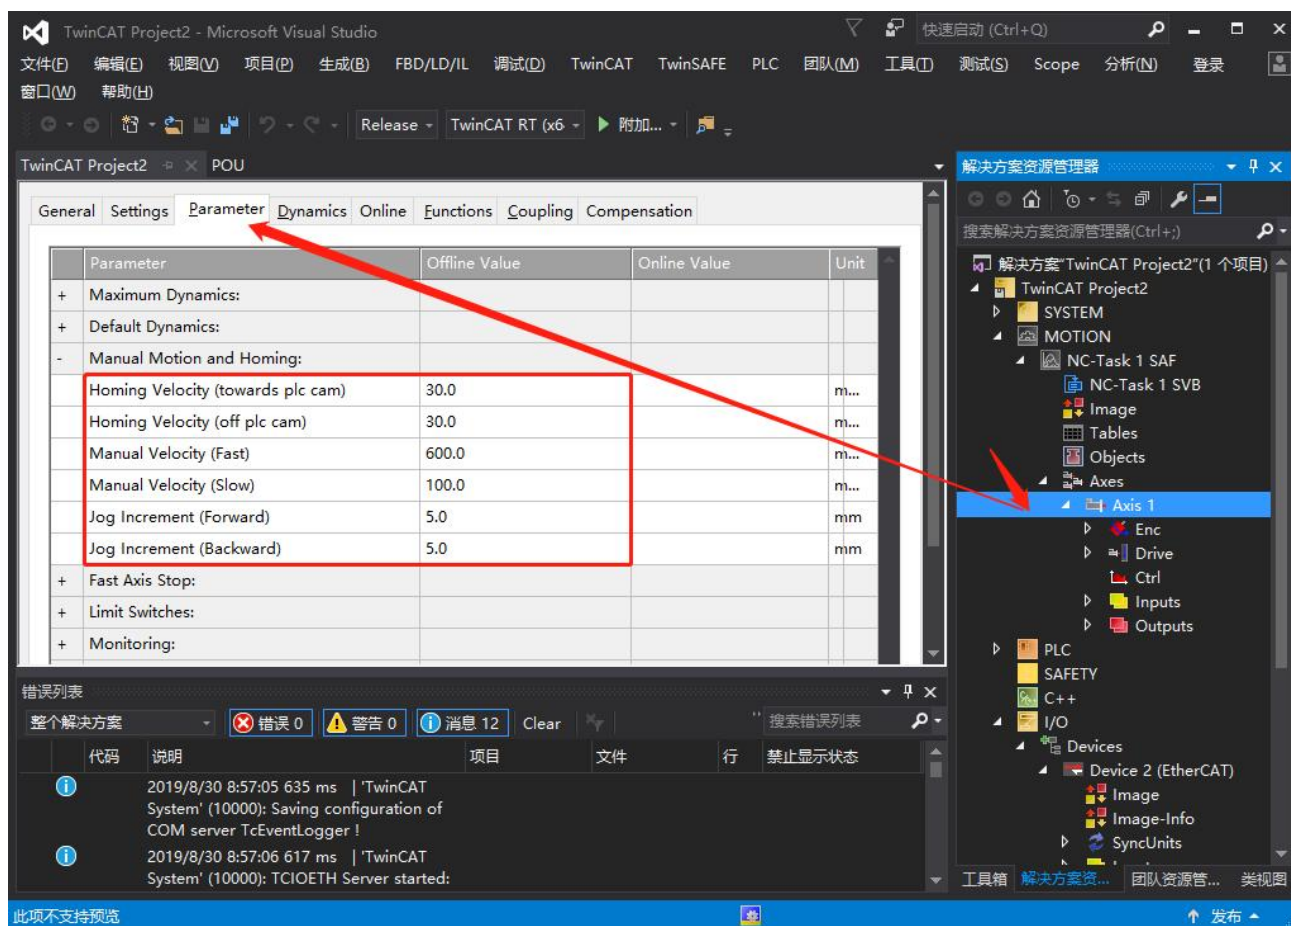 TwinCAT Project2 - Microsoft Visual Studio
快速启动 (Ctrl+Q)
文件(F) 编辑(E) 视图(V) 项目(P) 生成(B) FBD/LD/IL 调试(D) TwinCAT TwinSAFE PLC 团队(M) 工具(T) 测试(S) Scope 分析(N) 登录
窗口(W) 帮助(H)
Release TwinCAT RT (x6 附加...
TwinCAT Project2 POU
General Settings Parameter Dynamics Online Functions Coupling Compensation
Parameter Offline Value Online Value Unit
+ Maximum Dynamics:
+ Default Dynamics:
- Manual Motion and Homing:
Homing Velocity (towards plc cam) 30.0 m...
Homing Velocity (off plc cam) 30.0 m...
Manual Velocity (Fast) 600.0 m...
Manual Velocity (Slow) 100.0 m...
Jog Increment (Forward) 5.0 mm
Jog Increment (Backward) 5.0 mm
+ Fast Axis Stop:
+ Limit Switches:
+ Monitoring:
错误列表
整个解决方案 错误 0 警告 0 消息 12 Clear 搜索错误列表
代码 说明 项目 文件 行 禁止显示状态
2019/8/30 8:57:05 635 ms | 'TwinCAT
System' (10000): Saving configuration of
COM server TcEventLogger !
2019/8/30 8:57:06 617 ms | 'TwinCAT
System' (10000): TCIOETH Server started:
解决方案资源管理器
搜索解决方案资源管理器(Ctrl+;)
解决方案"TwinCAT Project2"(1 个项目)
TwinCAT Project2
SYSTEM
MOTION
NC-Task 1 SAF
NC-Task 1 SVB
Image
Tables
Objects
Axes
Axis 1
Enc
Drive
Ctrl
Inputs
Outputs
PLC
SAFETY
C++
I/O
Devices
Device 2 (EtherCAT)
Image
Image-Info
SyncUnits
工具箱 解决方案资... 团队资源管... 类视图
此项不支持预览
发布